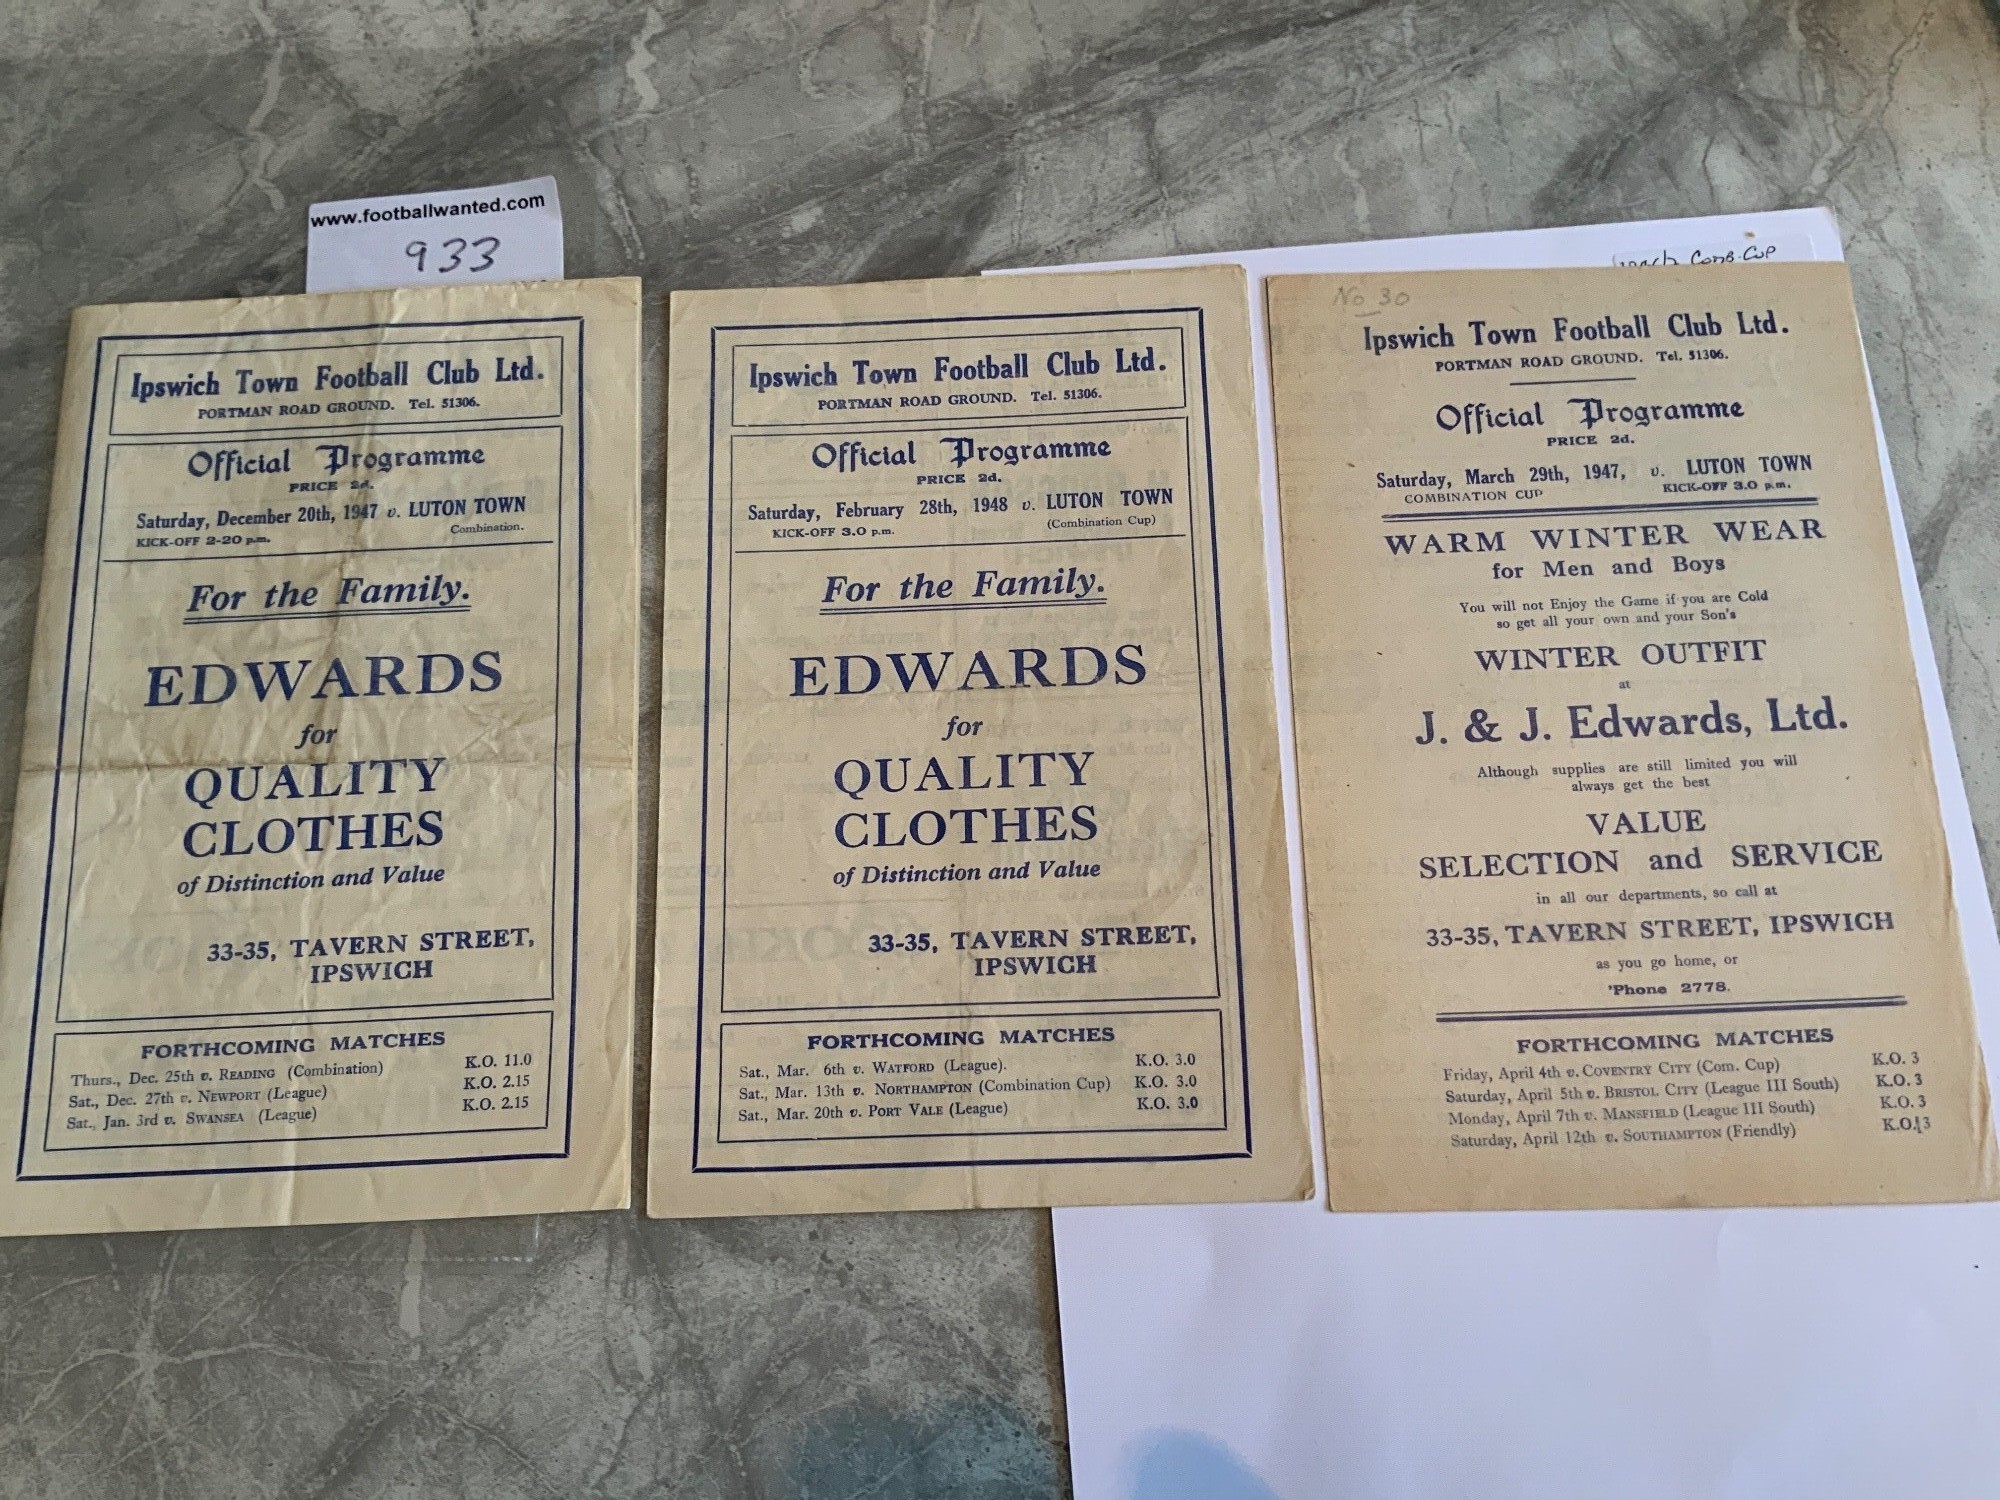 www.footballwanted.com
933
Ipswich Town Football Club Ltd.
PORTMAN ROAD GROUND. Tel. 51306.
Official Programme
PRICE 2d.
Saturday, December 20th, 1947 v. LUTON TOWN
KICK-OFF 2-20 p.m. Combination.
For the Family.
EDWARDS
for
QUALITY
CLOTHES
of Distinction and Value
33-35, TAVERN STREET,
IPSWICH
FORTHCOMING MATCHES
Thurs., Dec. 25th v. READING (Combination) K.O. 11.0
Sat., Dec. 27th v. NEWPORT (League) K.O. 2.15
Sat., Jan. 3rd v. SWANSEA (League) K.O. 2.15
Ipswich Town Football Club Ltd.
PORTMAN ROAD GROUND. Tel. 51306.
Official Programme
PRICE 2d.
Saturday, February 28th, 1948 v. LUTON TOWN
KICK-OFF 3.0 p.m. (Combination Cup)
For the Family.
EDWARDS
for
QUALITY
CLOTHES
of Distinction and Value
33-35, TAVERN STREET,
IPSWICH
FORTHCOMING MATCHES
Sat., Mar. 6th v. WATFORD (League). K.O. 3.0
Sat., Mar. 13th v. NORTHAMPTON (Combination Cup) K.O. 3.0
Sat., Mar. 20th v. PORT VALE (League) K.O. 3.0
COMB. CUP
No 30
Ipswich Town Football Club Ltd.
PORTMAN ROAD GROUND. Tel. 51306.
Official Programme
PRICE 2d.
Saturday, March 29th, 1947, v. LUTON TOWN
COMBINATION CUP KICK-OFF 3.0 p.m.
WARM WINTER WEAR
for Men and Boys
You will not Enjoy the Game if you are Cold
so get all your own and your Son's
WINTER OUTFIT
at
J. & J. Edwards, Ltd.
Although supplies are still limited you will
always get the best
VALUE
SELECTION and SERVICE
in all our departments, so call at
33-35, TAVERN STREET, IPSWICH
as you go home, or
'Phone 2778.
FORTHCOMING MATCHES
Friday, April 4th v. COVENTRY CITY (Com. Cup) K.O. 3
Saturday, April 5th v. BRISTOL CITY (League III South) K.O. 3
Monday, April 7th v. MANSFIELD (League III South) K.O. 3
Saturday, April 12th v. SOUTHAMPTON (Friendly) K.O. 3